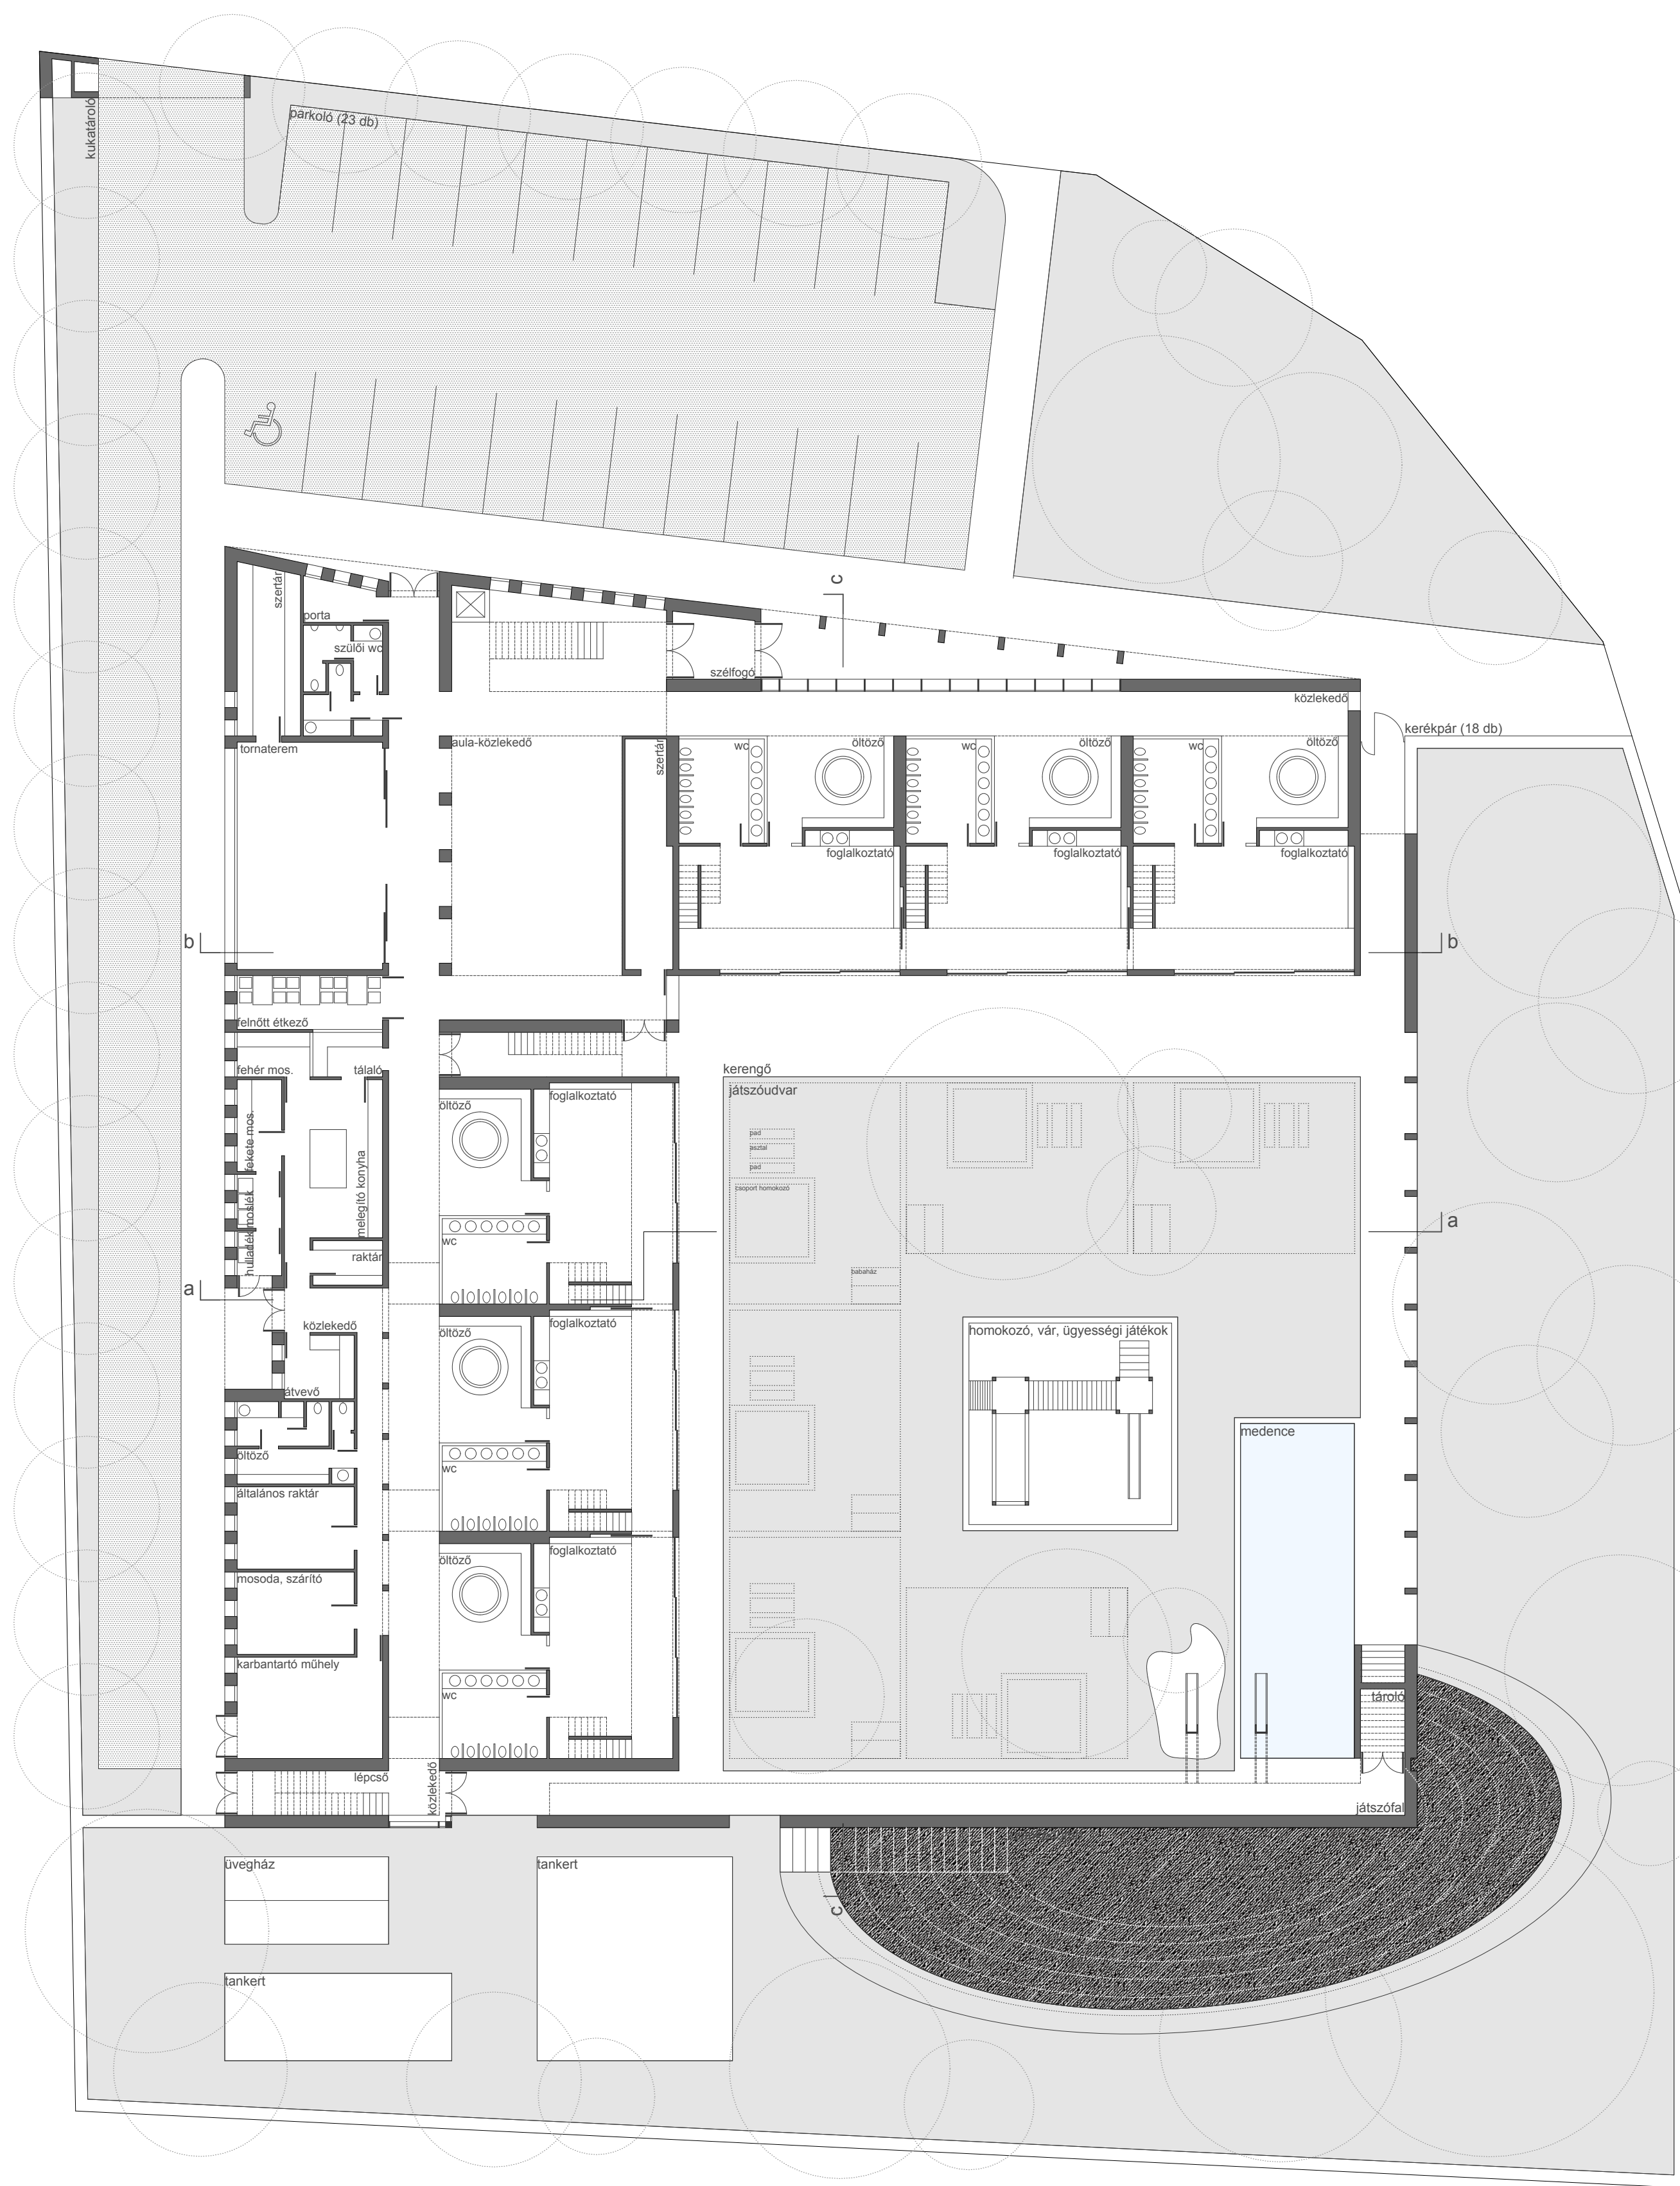 kukatároló
parkoló (23 db)
c
szertár
porta
szülői wc
szélfogó
közlekedő
kerékpár (18 db)
tornaterem
aula-közlekedő
szertár
wc
öltöző
wc
öltöző
wc
öltöző
foglalkoztató
foglalkoztató
foglalkoztató
b
b
felnőtt étkező
fehér mos.
tálaló
kerengő
játszóudvar
öltöző
foglalkoztató
fekete mos.
pad
asztal
pad
melegítő konyha
moslék
csoport homokozó
hulladék
wc
a
raktár
babaház
a
közlekedő
öltöző
foglalkoztató
homokozó, vár, ügyességi játékok
átvevő
medence
öltöző
wc
általános raktár
öltöző
foglalkoztató
mosoda, szárító
karbantartó műhely
wc
tároló
lépcső
közlekedő
játszófal
üvegház
tankert
c
tankert